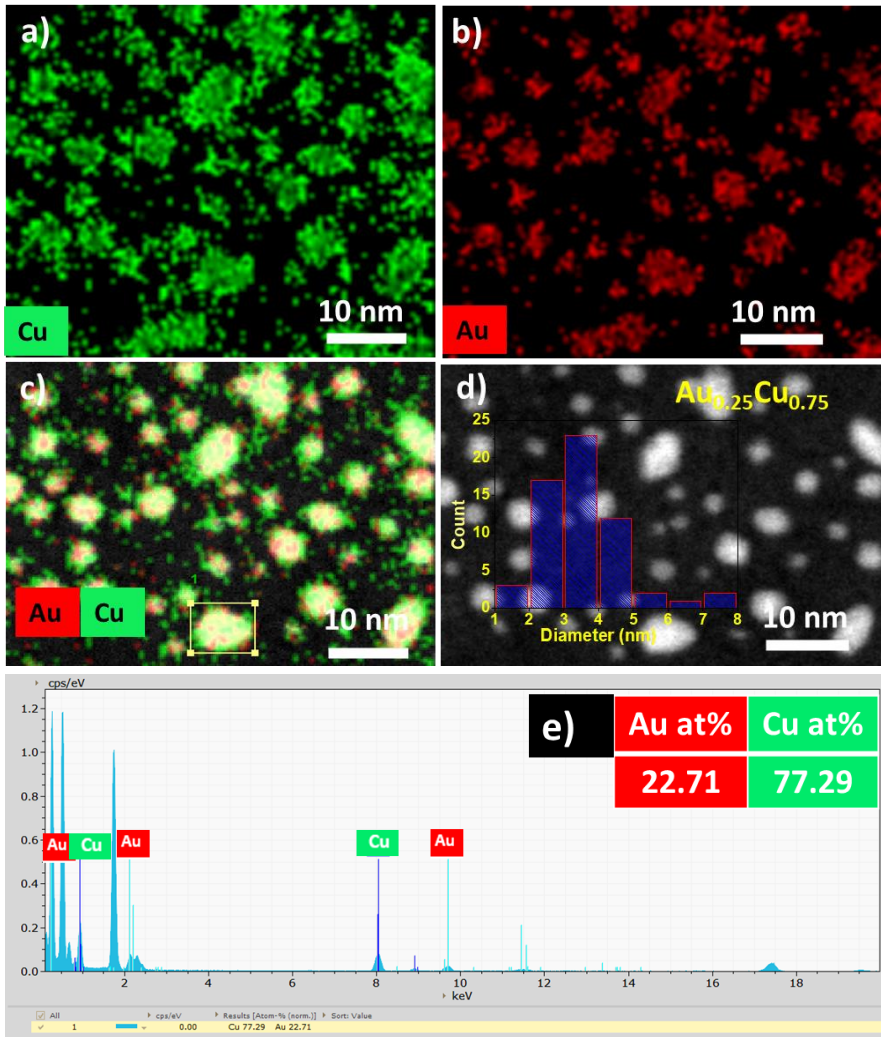 a)
Cu
10 nm
b)
Au
10 nm
c)
1
Au Cu
10 nm
d)
Au0.25Cu0.75
25
20
15
10
5
0
Count
1 2 3 4 5 6 7 8
Diameter (nm)
10 nm
cps/eV
e)
Au at% Cu at%
22.71 77.29
1.2
1.0
0.8
0.6
0.4
0.2
0.0
Au Cu Au Cu Au
2 4 6 8 10 12 14 16 18
keV
All cps/eV Results [Atom-% (norm.)] Sort: Value
1 0.00 Cu 77.29 Au 22.71